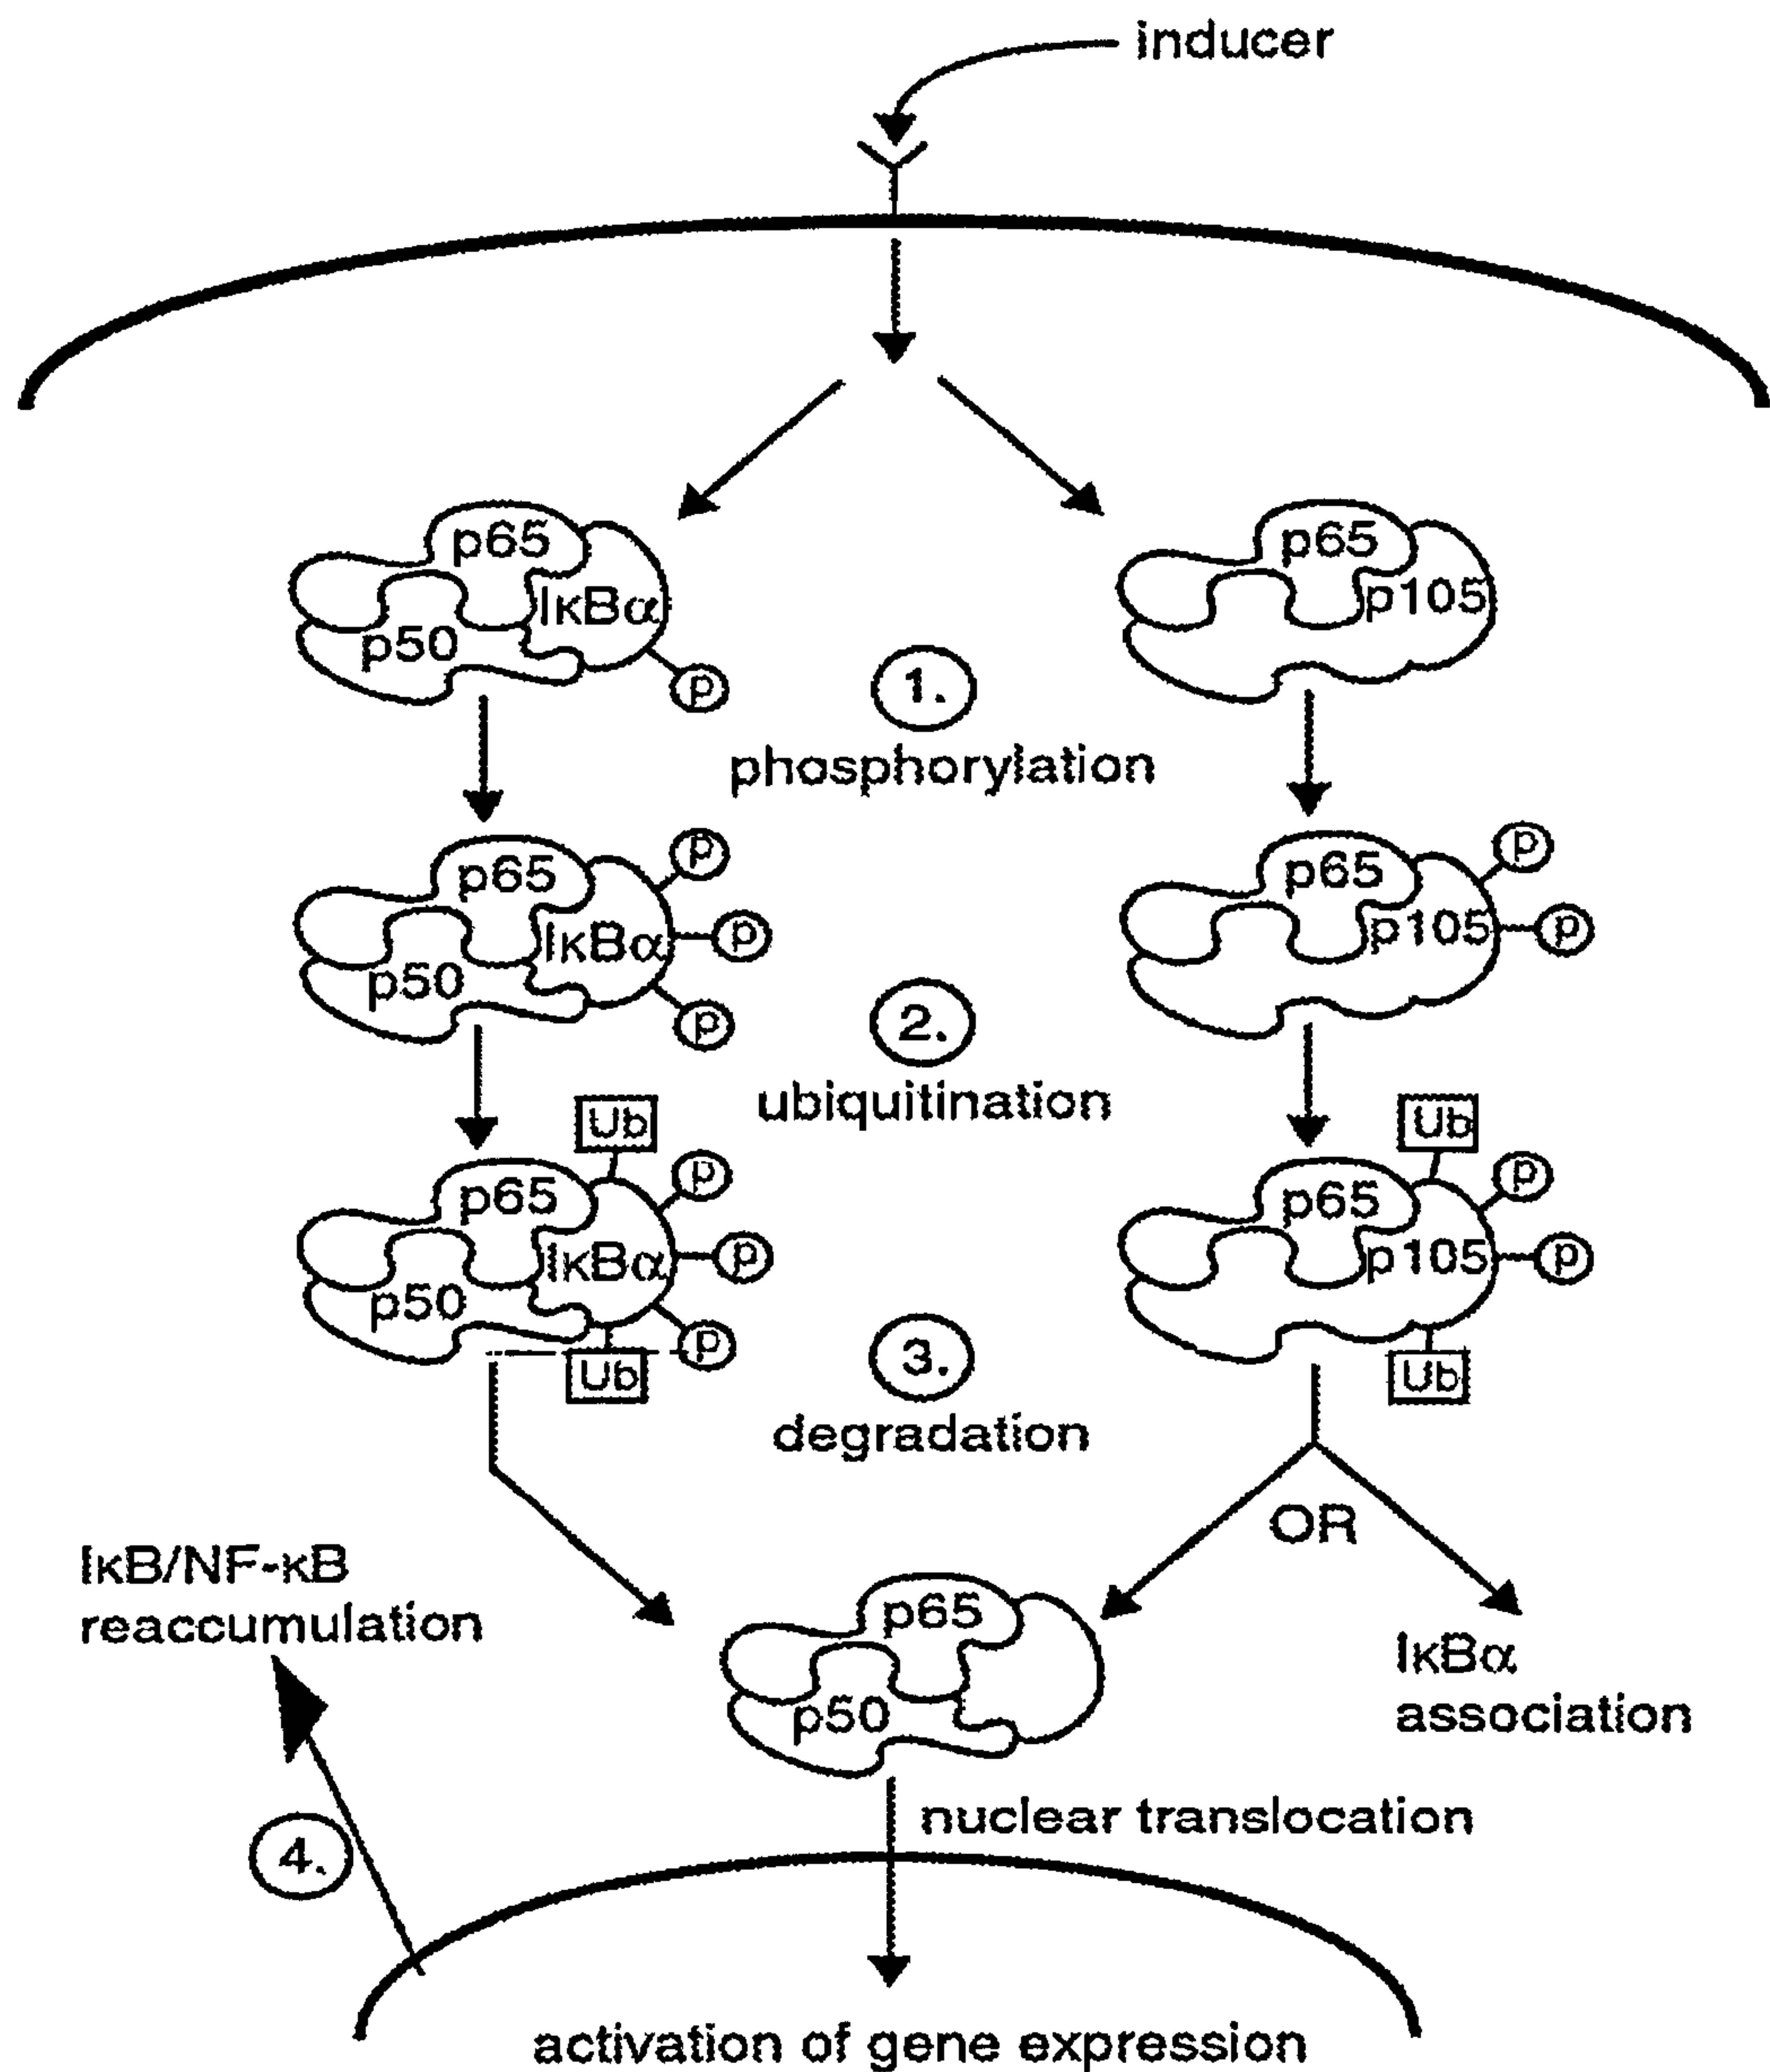 inducer
p65
IκBα
p50
p
p65
p105
1.
phosphorylation
p65
IκBα
p50
p
p
p
p65
p105
p
p
2.
ubiquitination
Ub
p65
IκBα
p50
p
p
p
Ub
Ub
p65
p105
p
p
Ub
3.
degradation
OR
IκB/NF-κB
reaccumulation
p65
p50
IκBα
association
nuclear translocation
4.
activation of gene expression